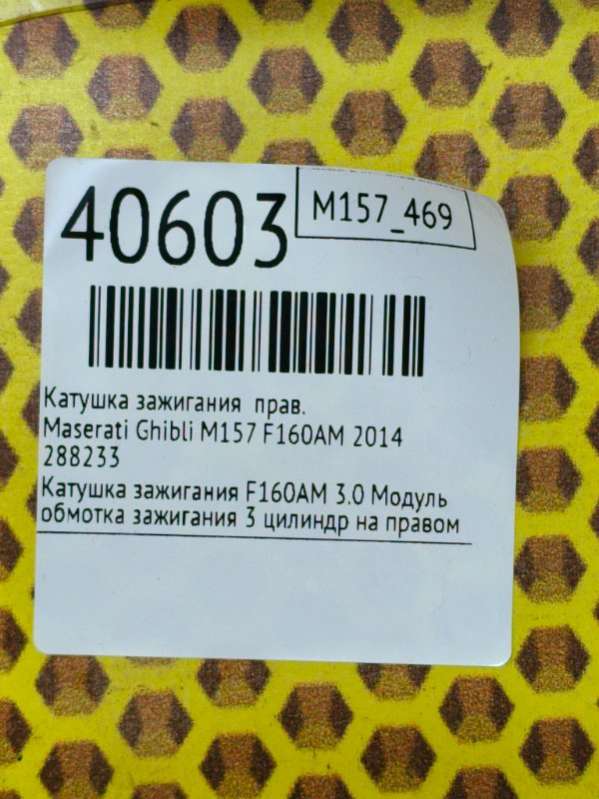 40603
M157_469
Катушка зажигания прав.
Maserati Ghibli M157 F160AM 2014
288233
Катушка зажигания F160AM 3.0 Модуль
обмотка зажигания 3 цилиндр на правом